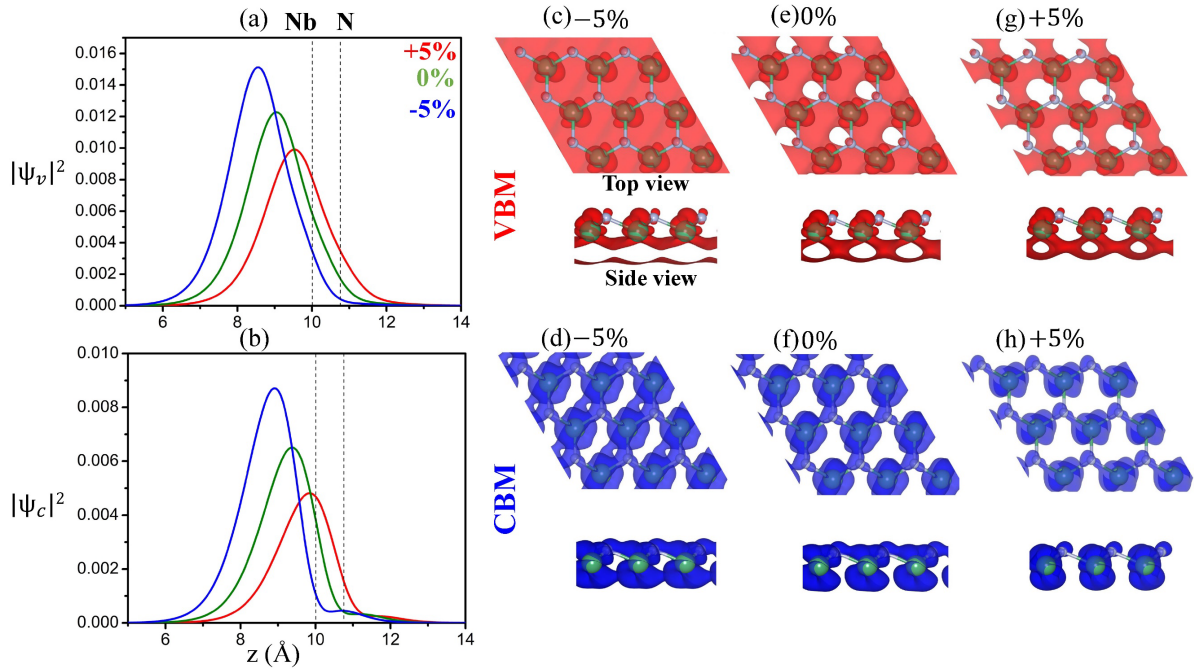 (a) Nb N
+5%
0%
-5%
0.016
0.014
0.012
0.010
0.008
0.006
0.004
0.002
0.000
|ψ_v|²
6 8 10 12 14
(b)
0.010
0.008
0.006
0.004
0.002
0.000
|ψ_c|²
6 8 10 12 14
z (Å)
(c) −5% (e) 0% (g) +5%
VBM
Top view
Side view
(d) −5% (f) 0% (h) +5%
CBM